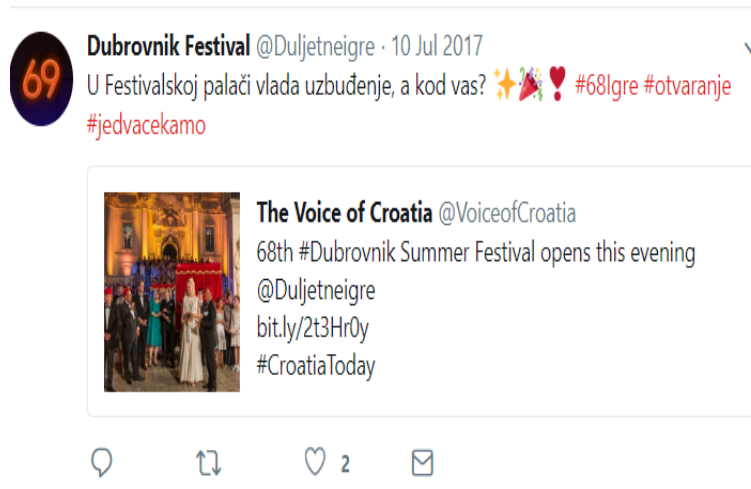 69
Dubrovnik Festival @Duljetneigre · 10 Jul 2017
U Festivalskoj palači vlada uzbuđenje, a kod vas? ✨🎉❣ #68Igre #otvaranje
#jedvacekamo
The Voice of Croatia @VoiceofCroatia
68th #Dubrovnik Summer Festival opens this evening
@Duljetneigre
bit.ly/2t3Hr0y
#CroatiaToday
2